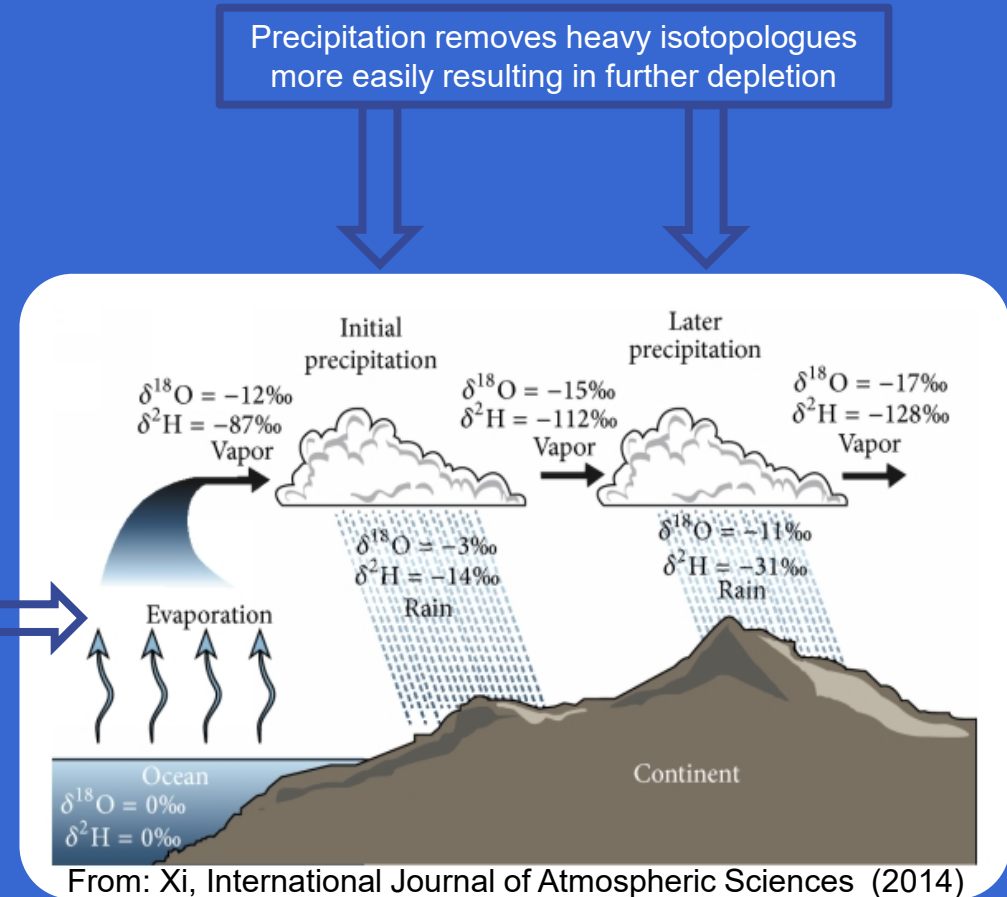 Precipitation removes heavy isotopologues
more easily resulting in further depletion
Initial
precipitation
Later
precipitation
δ¹⁸O = −12‰
δ²H = −87‰
Vapor
δ¹⁸O = −15‰
δ²H = −112‰
Vapor
δ¹⁸O = −17‰
δ²H = −128‰
Vapor
δ¹⁸O = −3‰
δ²H = −14‰
Rain
δ¹⁸O = −11‰
δ²H = −31‰
Rain
Evaporation
Ocean
δ¹⁸O = 0‰
δ²H = 0‰
Continent
From: Xi, International Journal of Atmospheric Sciences (2014)